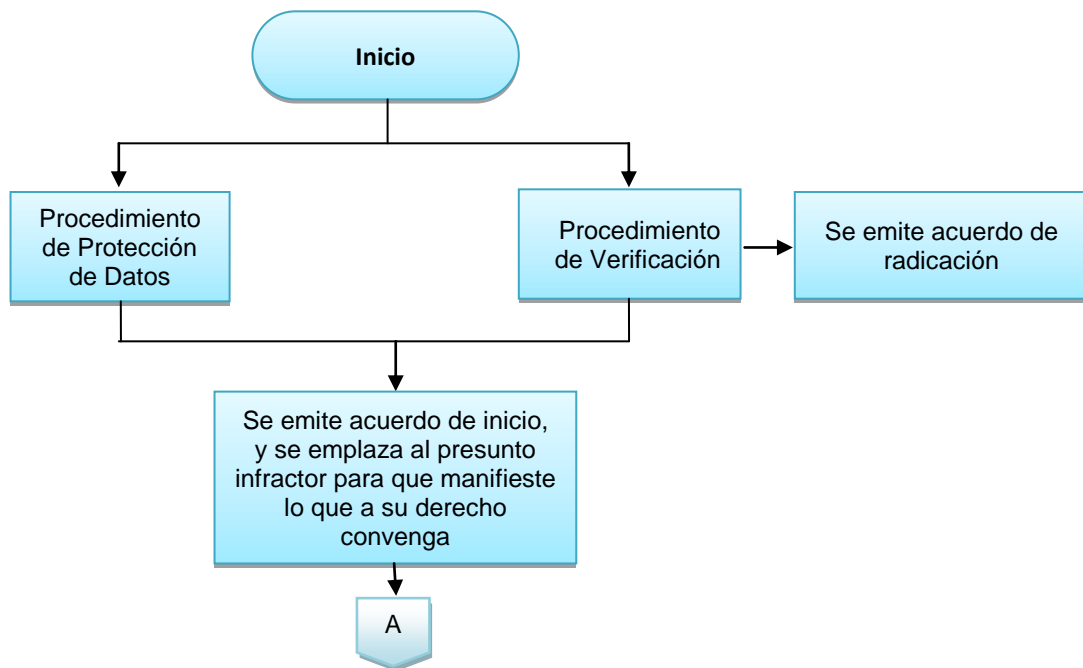 Inicio
Procedimiento
de Protección
de Datos
Procedimiento
de Verificación
Se emite acuerdo de
radicación
Se emite acuerdo de inicio,
y se emplaza al presunto
infractor para que manifieste
lo que a su derecho
convenga
A